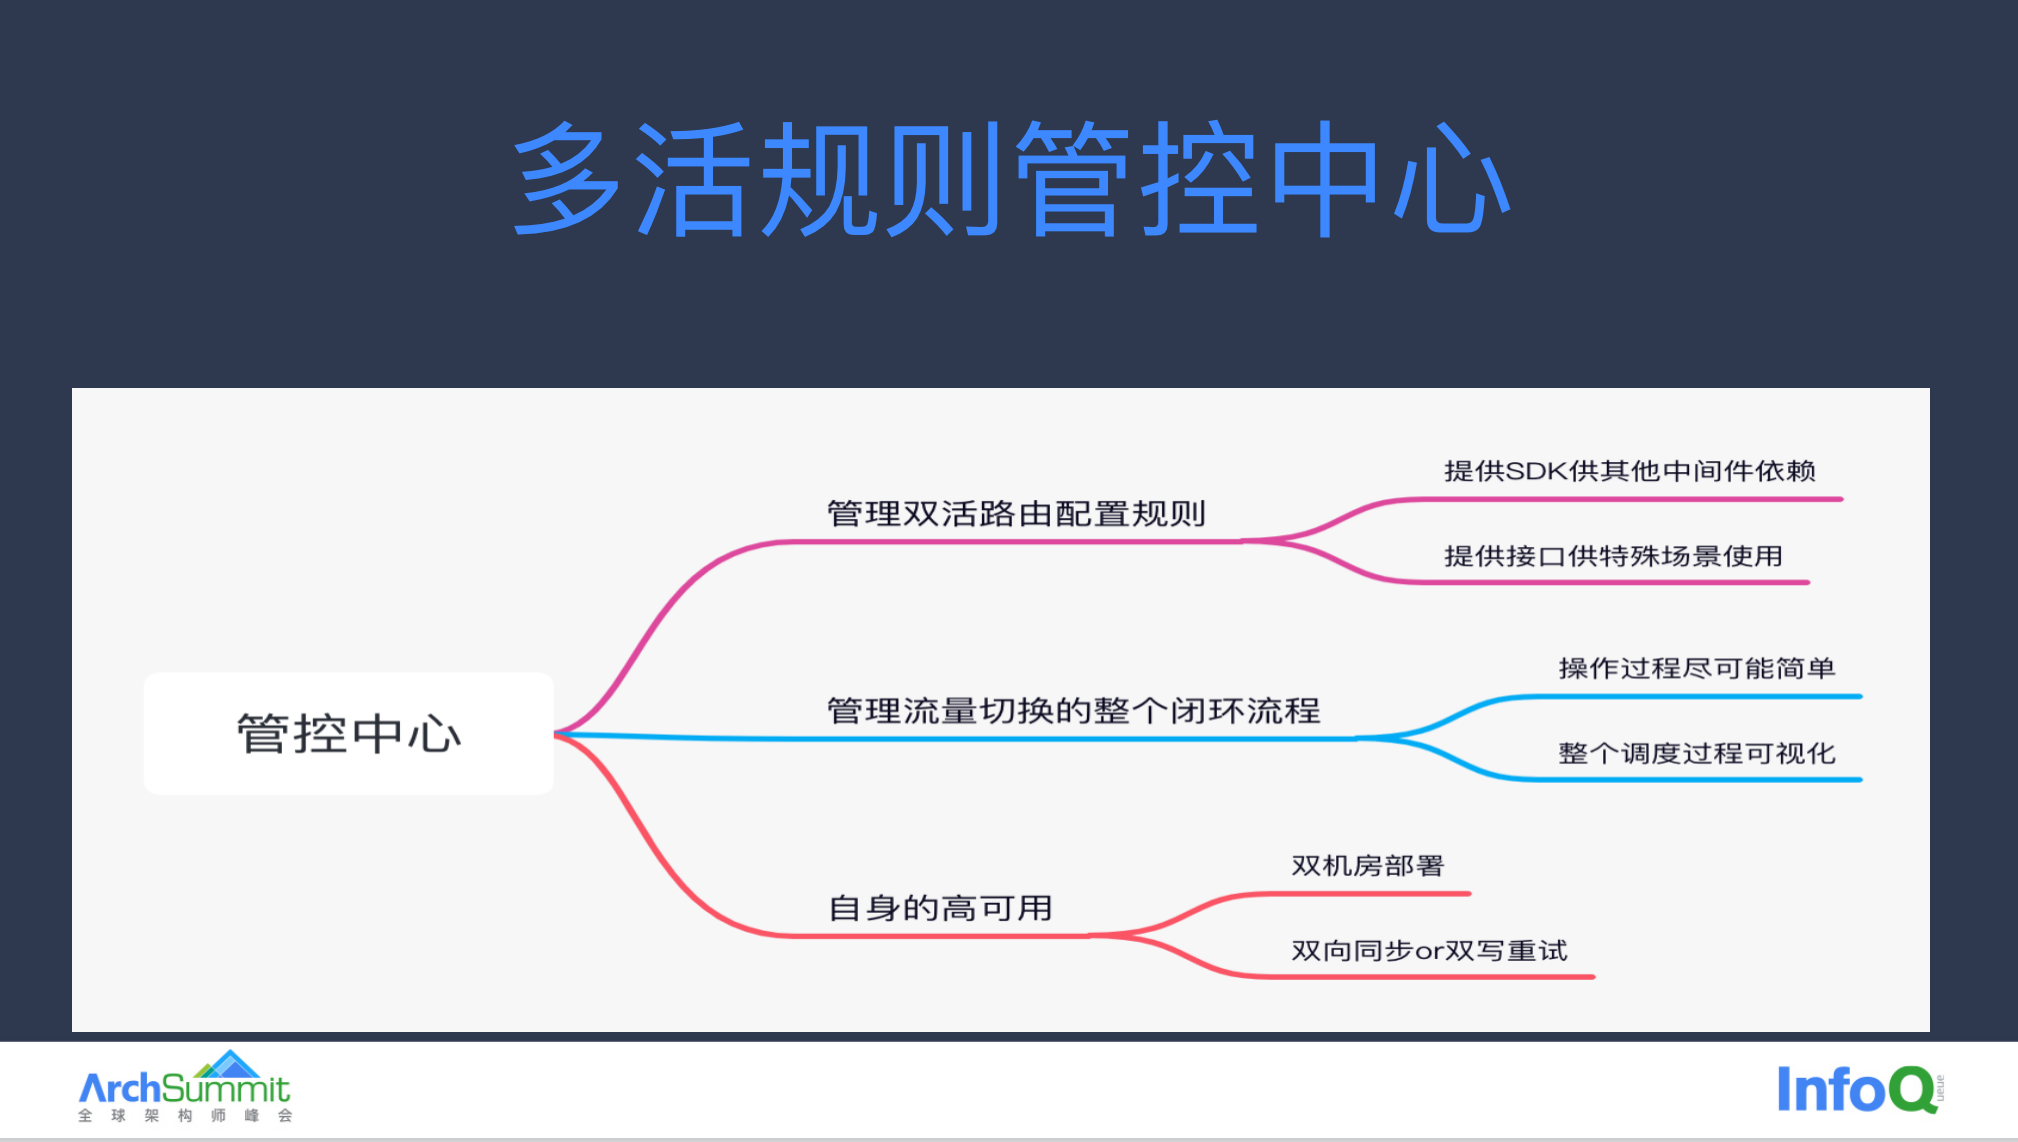 多活规则管控中心
管控中心
管理双活路由配置规则
提供SDK供其他中间件依赖
提供接口供特殊场景使用
管理流量切换的整个闭环流程
操作过程尽可能简单
整个调度过程可视化
自身的高可用
双机房部署
双向同步or双写重试
ArchSummit
全球架构师峰会
InfoQ
ueue